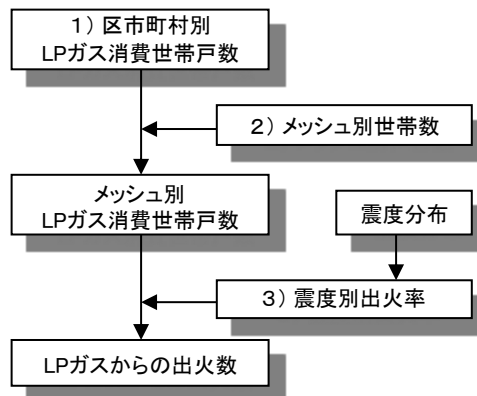 １）区市町村別
LPガス消費世帯戸数
２）メッシュ別世帯数
メッシュ別
LPガス消費世帯戸数
震度分布
３）震度別出火率
LPガスからの出火数